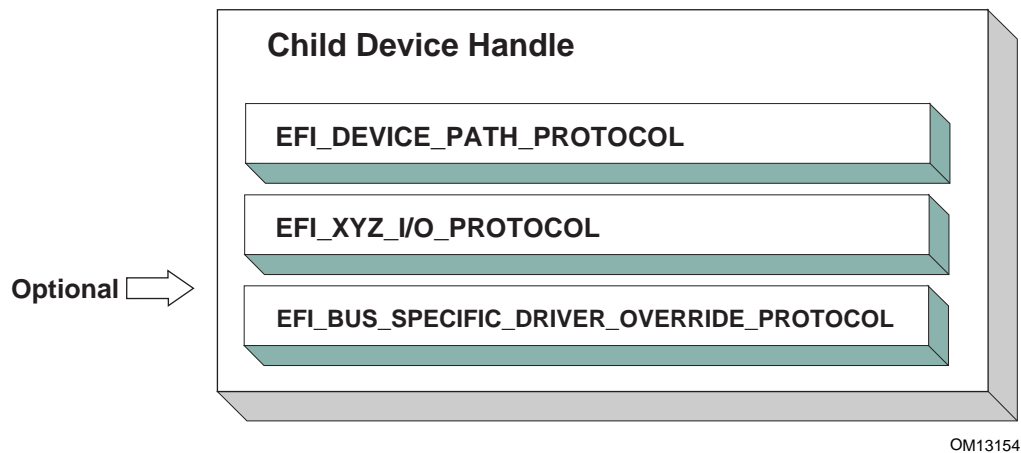 Child Device Handle
EFI_DEVICE_PATH_PROTOCOL
EFI_XYZ_I/O_PROTOCOL
Optional
EFI_BUS_SPECIFIC_DRIVER_OVERRIDE_PROTOCOL
OM13154